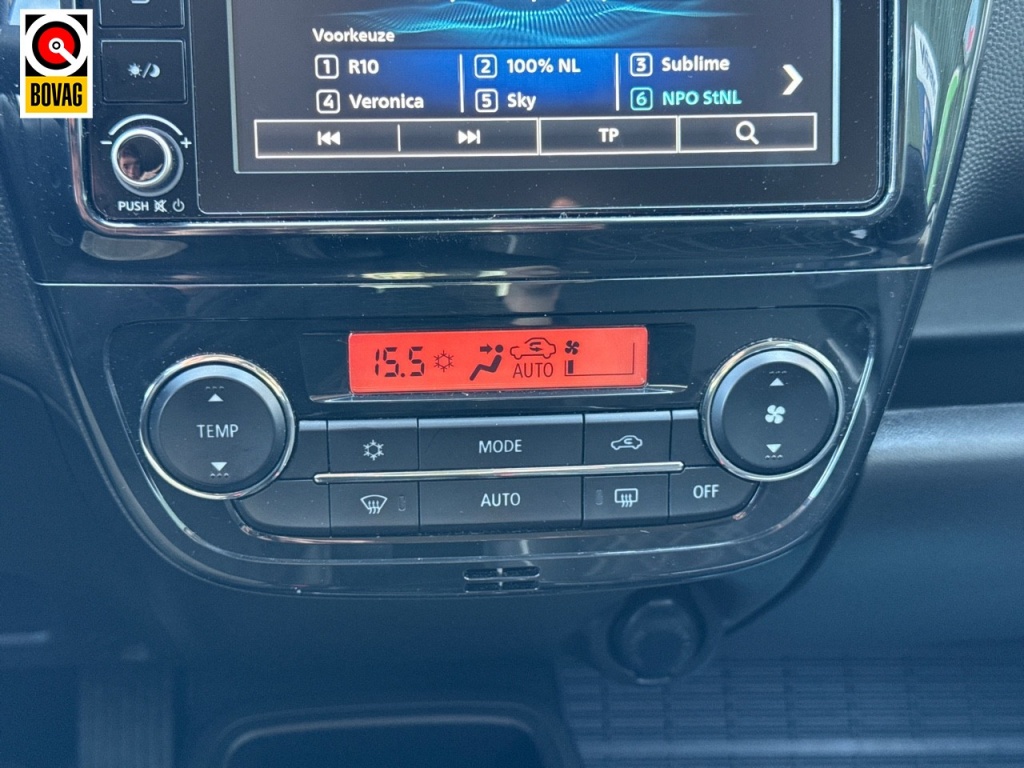 BOVAG
Voorkeuze
1 R10 2 100% NL 3 Sublime
4 Veronica 5 Sky 6 NPO StNL
TP
- +
PUSH
15.5 AUTO
TEMP
MODE
AUTO
OFF